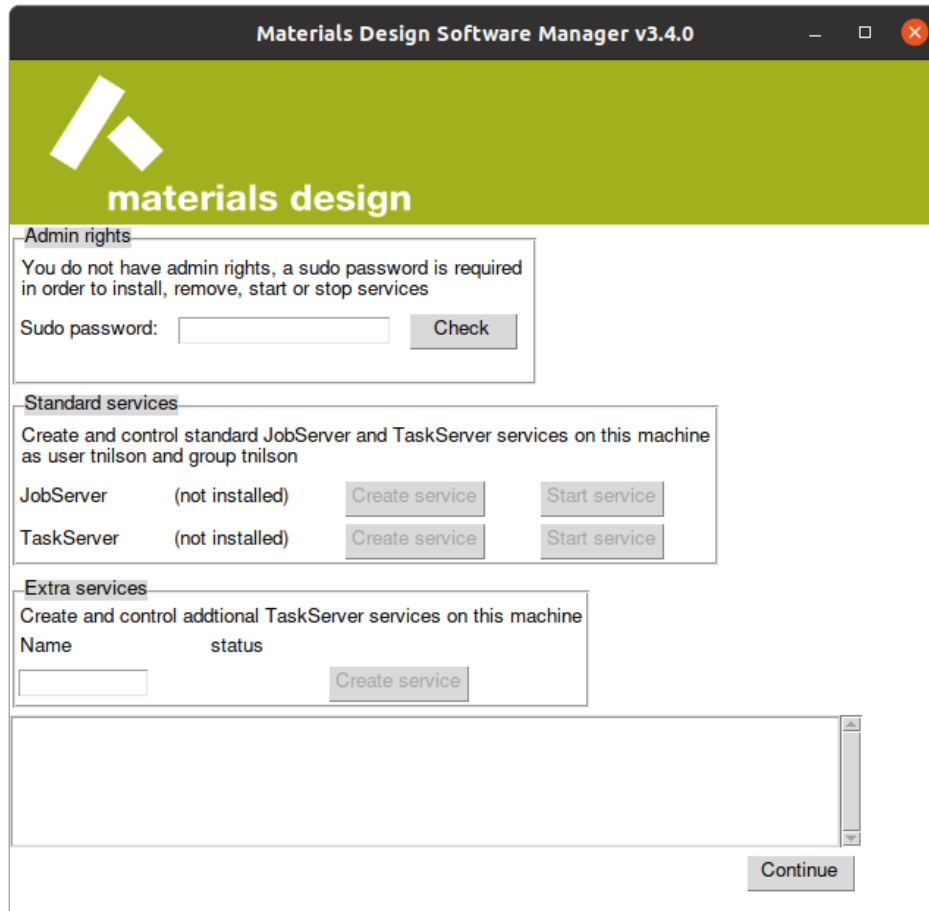 Materials Design Software Manager v3.4.0
materials design
Admin rights
You do not have admin rights, a sudo password is required
in order to install, remove, start or stop services
Sudo password: Check
Standard services
Create and control standard JobServer and TaskServer services on this machine
as user tnilson and group tnilson
JobServer (not installed) Create service Start service
TaskServer (not installed) Create service Start service
Extra services
Create and control addtional TaskServer services on this machine
Name status
Create service
Continue